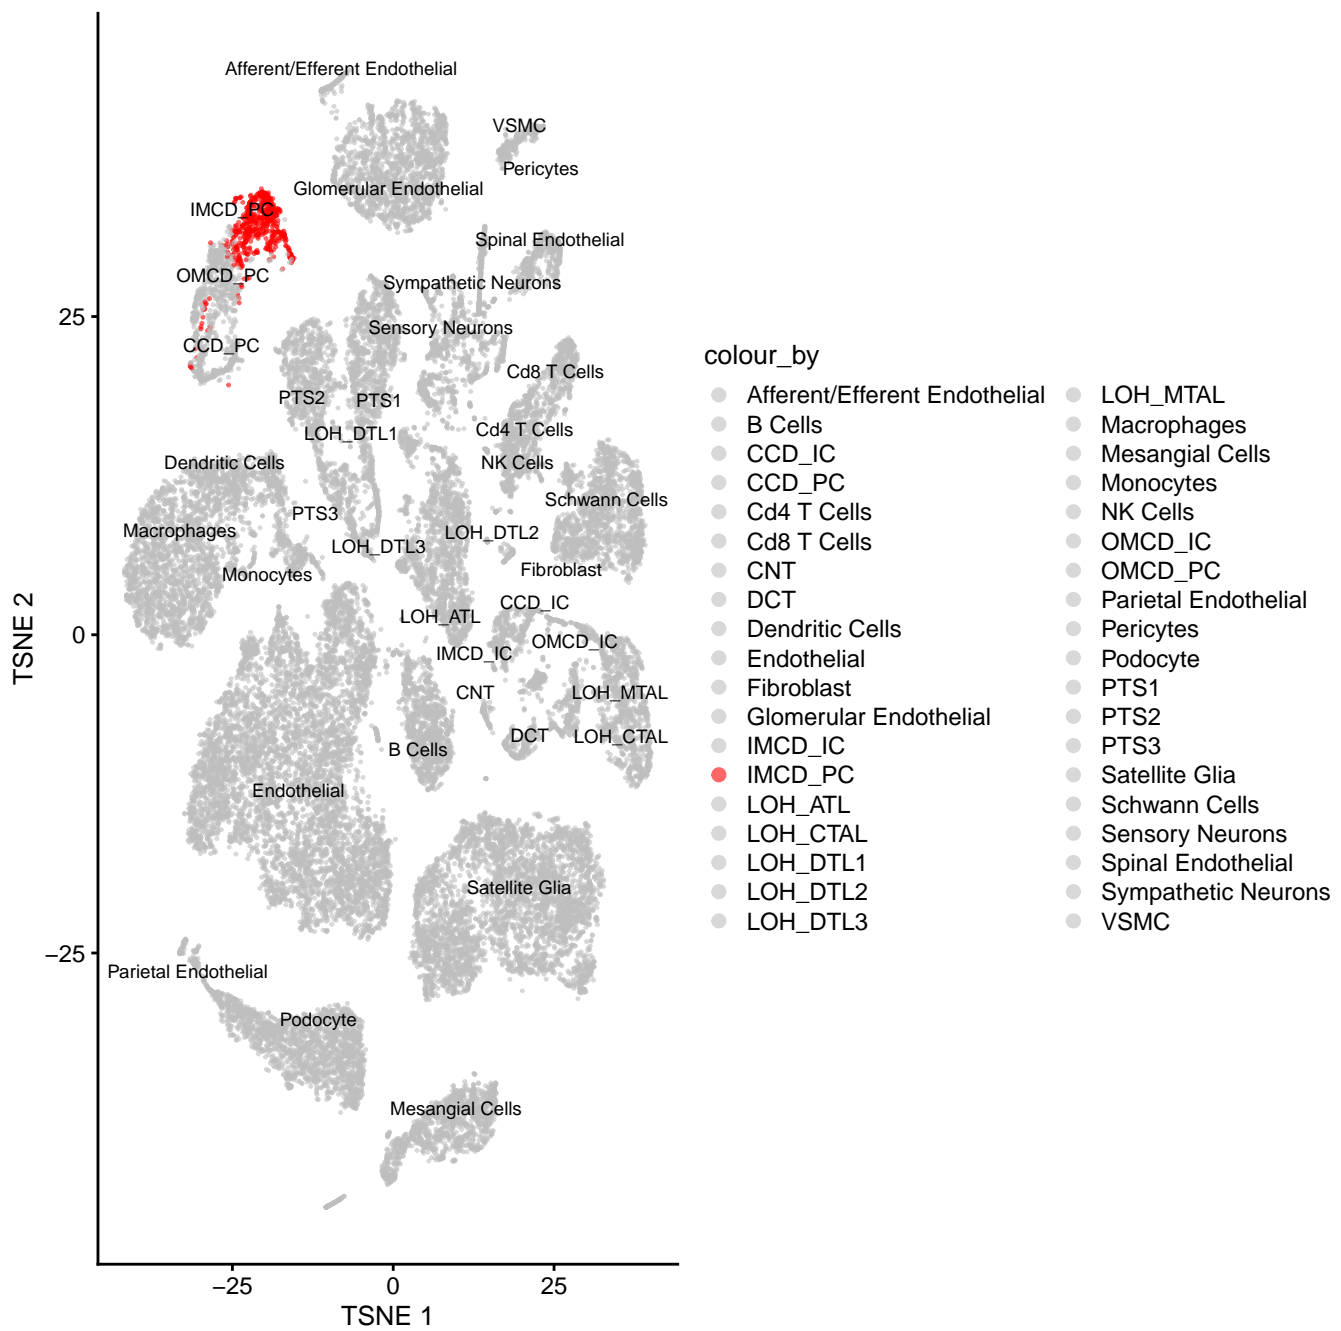 Afferent/Efferent Endothelial
VSMC
Pericytes
Glomerular Endothelial
IMCD_PC
Spinal Endothelial
OMCD_PC
Sympathetic Neurons
Sensory Neurons
CCD_PC
Cd8 T Cells
PTS2
PTS1
LOH_DTL1
Cd4 T Cells
Dendritic Cells
NK Cells
Schwann Cells
PTS3
Macrophages
LOH_DTL2
LOH_DTL3
Fibroblast
Monocytes
CCD_IC
LOH_ATL
OMCD_IC
IMCD_IC
CNT
LOH_MTAL
DCT
LOH_CTAL
B Cells
Endothelial
Satellite Glia
Parietal Endothelial
Podocyte
Mesangial Cells
25
0
−25
TSNE 2
−25
0
25
TSNE 1
colour_by
Afferent/Efferent Endothelial
B Cells
CCD_IC
CCD_PC
Cd4 T Cells
Cd8 T Cells
CNT
DCT
Dendritic Cells
Endothelial
Fibroblast
Glomerular Endothelial
IMCD_IC
IMCD_PC
LOH_ATL
LOH_CTAL
LOH_DTL1
LOH_DTL2
LOH_DTL3
LOH_MTAL
Macrophages
Mesangial Cells
Monocytes
NK Cells
OMCD_IC
OMCD_PC
Parietal Endothelial
Pericytes
Podocyte
PTS1
PTS2
PTS3
Satellite Glia
Schwann Cells
Sensory Neurons
Spinal Endothelial
Sympathetic Neurons
VSMC